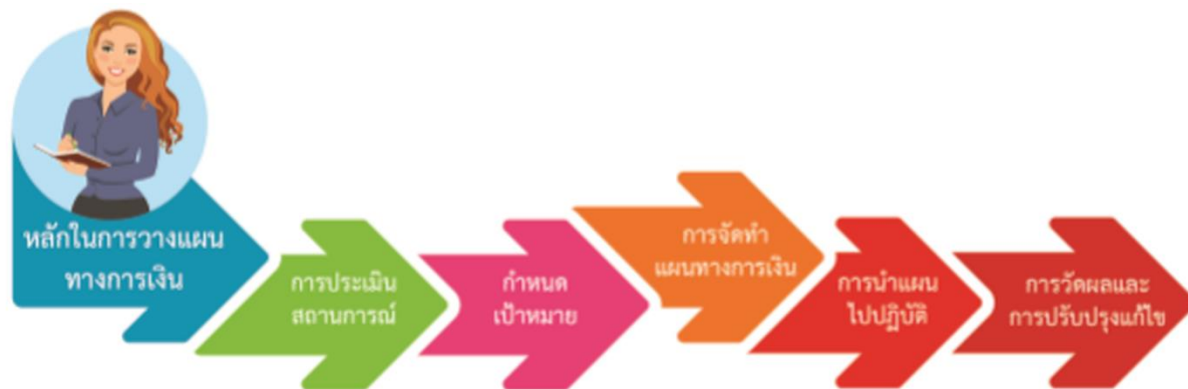 หลักในการวางแผน
ทางการเงิน
การประเมิน
สถานการณ์
กำหนด
เป้าหมาย
การจัดทำ
แผนทางการเงิน
การนำแผน
ไปปฏิบัติ
การวัดผลและ
การปรับปรุงแก้ไข